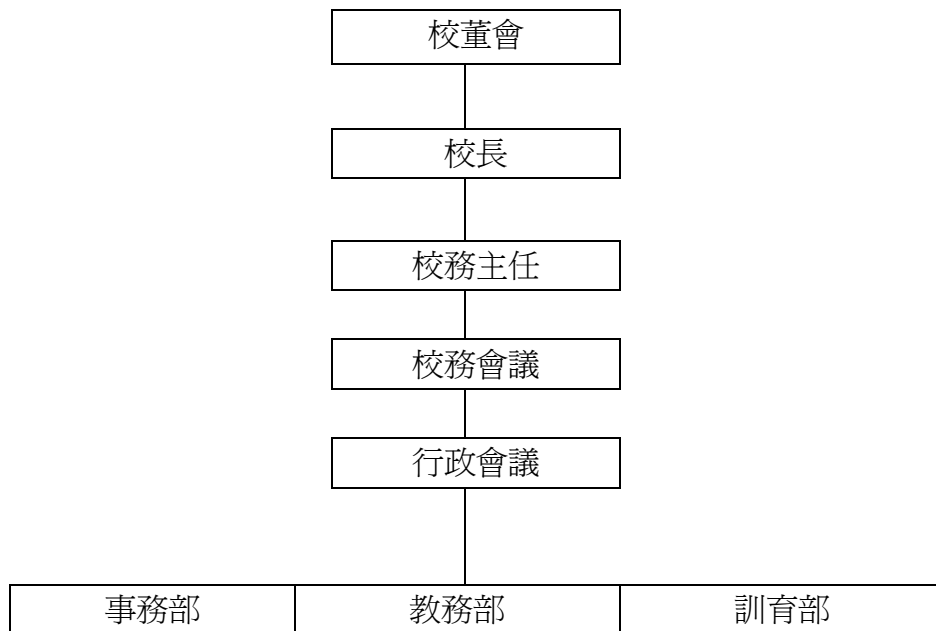 校董會
校長
校務主任
校務會議
行政會議
事務部 教務部 訓育部